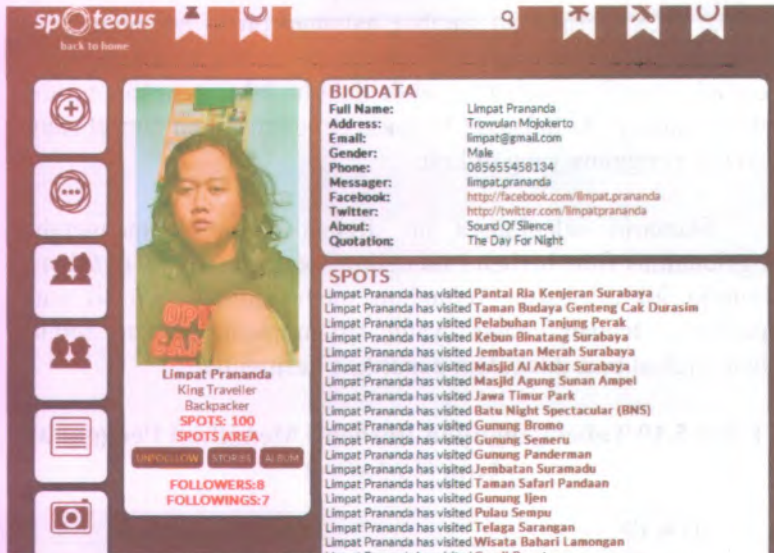 spoteous
back to home
BIODATA
Full Name: Limpat Prananda
Address: Trowulan Mojokerto
Email: limpat@gmail.com
Gender: Male
Phone: 085655458134
Messager: limpat.prananda
Facebook: http://facebook.com/limpat.prananda
Twitter: http://twitter.com/limpatprananda
About: Sound Of Silence
Quotation: The Day For Night
Limpat Prananda
King Traveller
Backpacker
SPOTS: 100
SPOTS AREA
UNFOLLOW STORIES ALBUM
FOLLOWERS:8
FOLLOWINGS:7
SPOTS
Limpat Prananda has visited Pantai Ria Kenjeran Surabaya
Limpat Prananda has visited Taman Budaya Genteng Cak Durasim
Limpat Prananda has visited Pelabuhan Tanjung Perak
Limpat Prananda has visited Kebun Binatang Surabaya
Limpat Prananda has visited Jembatan Merah Surabaya
Limpat Prananda has visited Masjid Al Akbar Surabaya
Limpat Prananda has visited Masjid Agung Sunan Ampel
Limpat Prananda has visited Jawa Timur Park
Limpat Prananda has visited Batu Night Spectacular (BNS)
Limpat Prananda has visited Gunung Bromo
Limpat Prananda has visited Gunung Semeru
Limpat Prananda has visited Gunung Panderman
Limpat Prananda has visited Jembatan Suramadu
Limpat Prananda has visited Taman Safari Pandaan
Limpat Prananda has visited Gunung Ijen
Limpat Prananda has visited Pulau Sempu
Limpat Prananda has visited Telaga Sarangan
Limpat Prananda has visited Wisata Bahari Lamongan